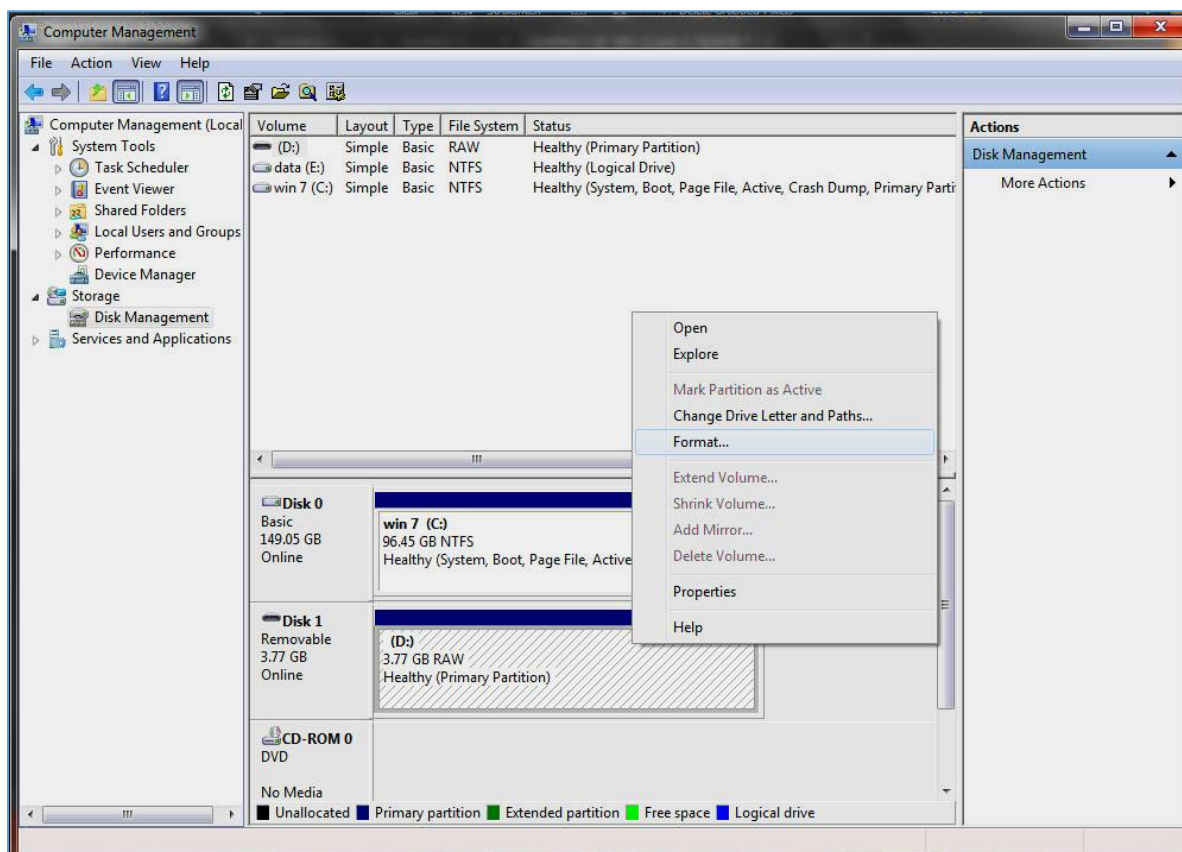 Computer Management
File Action View Help
Computer Management (Local
System Tools
Task Scheduler
Event Viewer
Shared Folders
Local Users and Groups
Performance
Device Manager
Storage
Disk Management
Services and Applications
Volume Layout Type File System Status
(D:) Simple Basic RAW Healthy (Primary Partition)
data (E:) Simple Basic NTFS Healthy (Logical Drive)
win 7 (C:) Simple Basic NTFS Healthy (System, Boot, Page File, Active, Crash Dump, Primary Parti
Open
Explore
Mark Partition as Active
Change Drive Letter and Paths...
Format...
Extend Volume...
Shrink Volume...
Add Mirror...
Delete Volume...
Properties
Help
Disk 0
Basic
149.05 GB
Online
win 7 (C:)
96.45 GB NTFS
Healthy (System, Boot, Page File, Active
Disk 1
Removable
3.77 GB
Online
(D:)
3.77 GB RAW
Healthy (Primary Partition)
CD-ROM 0
DVD
No Media
Unallocated Primary partition Extended partition Free space Logical drive
Actions
Disk Management
More Actions